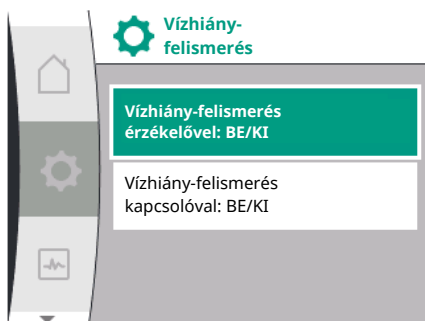 Vízhiány-
felismerés
Vízhiány-felismerés
érzékelővel: BE/KI
Vízhiány-felismerés
kapcsolóval: BE/KI